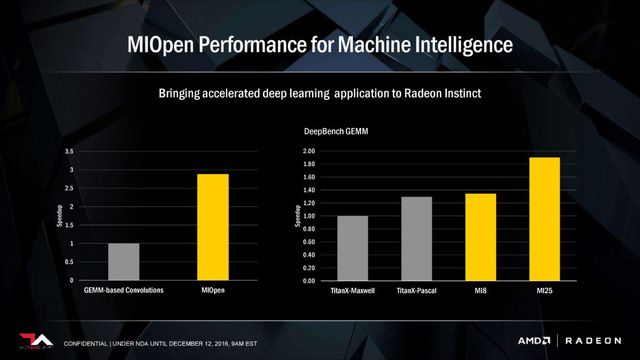 MIOpen Performance for Machine Intelligence
Bringing accelerated deep learning application to Radeon Instinct
DeepBench GEMM
3.5
3
2.5
2
1.5
1
0.5
0
Speedup
GEMM-based Convolutions
MIOpen
2.00
1.80
1.60
1.40
1.20
1.00
0.80
0.60
0.40
0.20
0.00
Speedup
TitanX-Maxwell
TitanX-Pascal
MI8
MI25
CONFIDENTIAL | UNDER NDA UNTIL DECEMBER 12, 2016, 9AM EST
AMD
RADEON